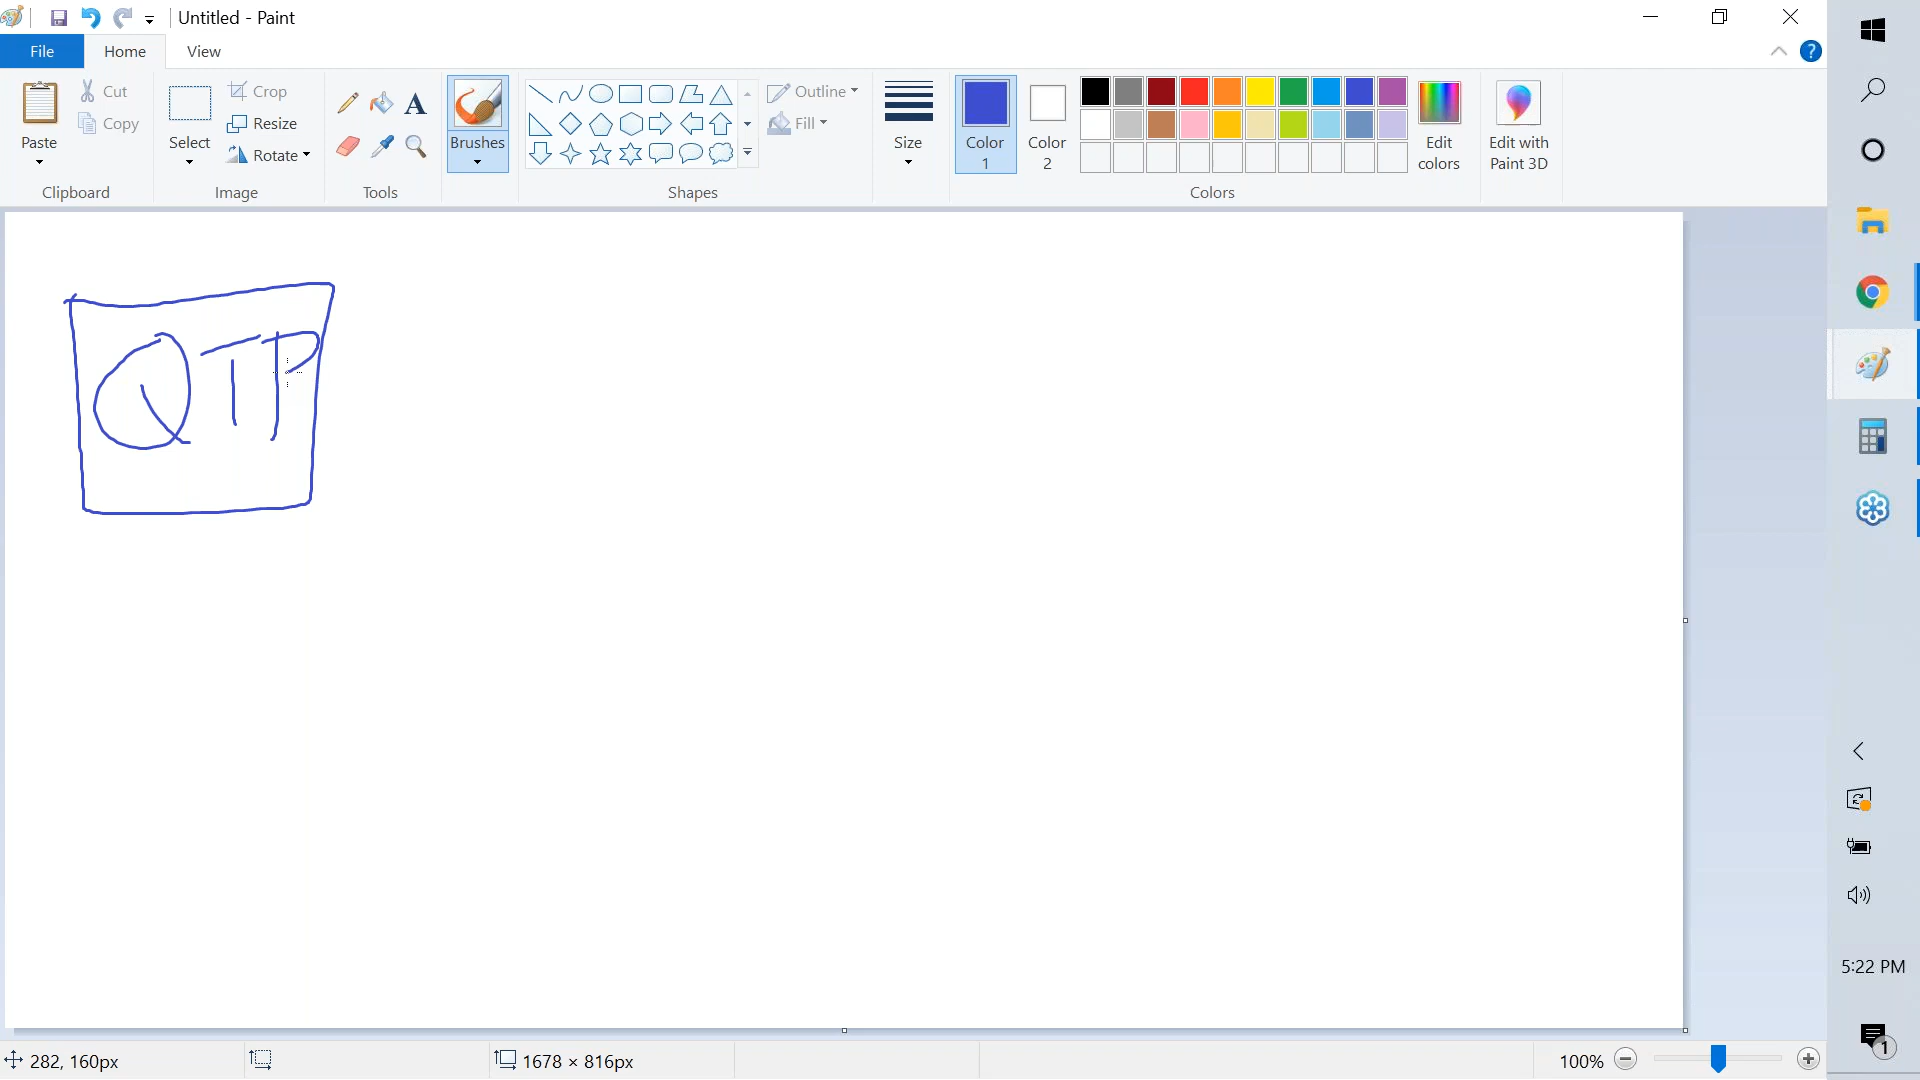 Untitled - Paint
File Home View
Paste
Cut
Copy
Clipboard
Select
Crop
Resize
Rotate
Image
A
Tools
Brushes
Shapes
Outline
Fill
Size
Color 1
Color 2
Colors
Edit colors
Edit with Paint 3D
?
QTP
282, 160px
1678 × 816px
100%
5:22 PM
1